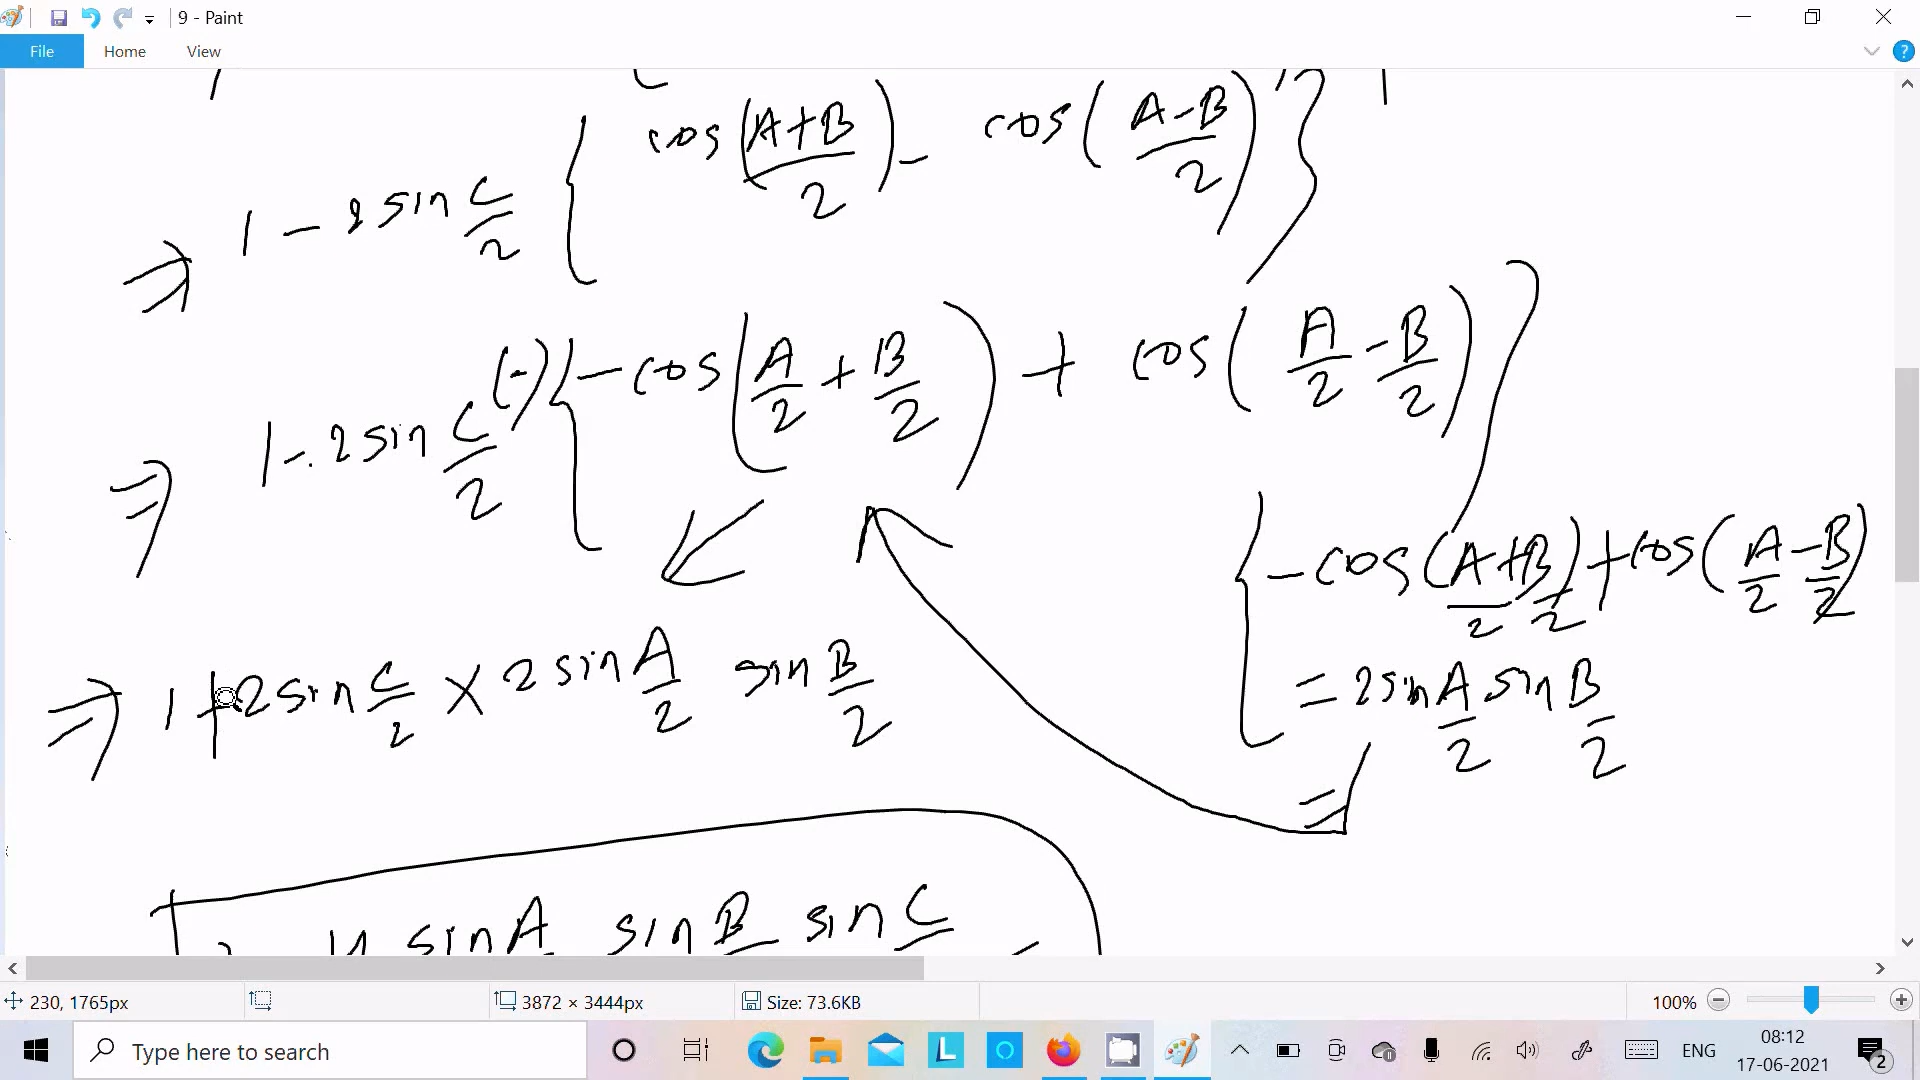 9 - Paint
File Home View
⇒ 1 - 2 sin C/2 { cos(A+B/2) - cos(A-B/2) }
⇒ 1 - 2 sin C/2 (-) { - cos(A/2 + B/2) + cos(A/2 - B/2) }
{ - cos(A/2 + B/2) + cos(A/2 - B/2)
= 2 sin A/2 sin B/2
=
⇒ 1 + 2 sin C/2 × 2 sin A/2 sin B/2
4 sin A sin B sin C
230, 1765px 3872 × 3444px Size: 73.6KB 100%
Type here to search ENG 08:12
17-06-2021 2